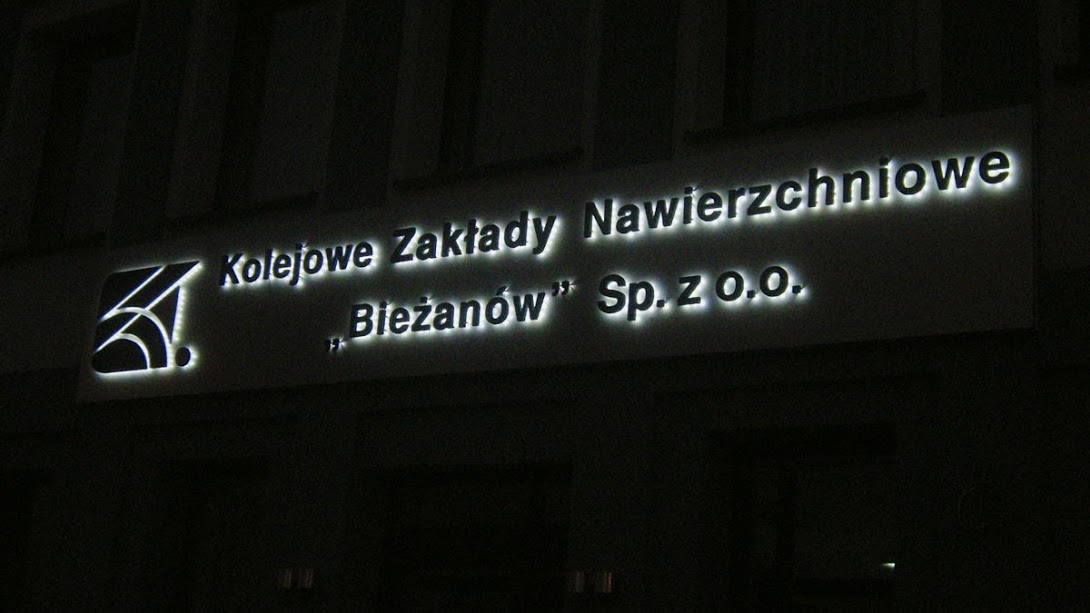 Kolejowe Zakłady Nawierzchniowe
„Bieżanów” Sp. z o.o.